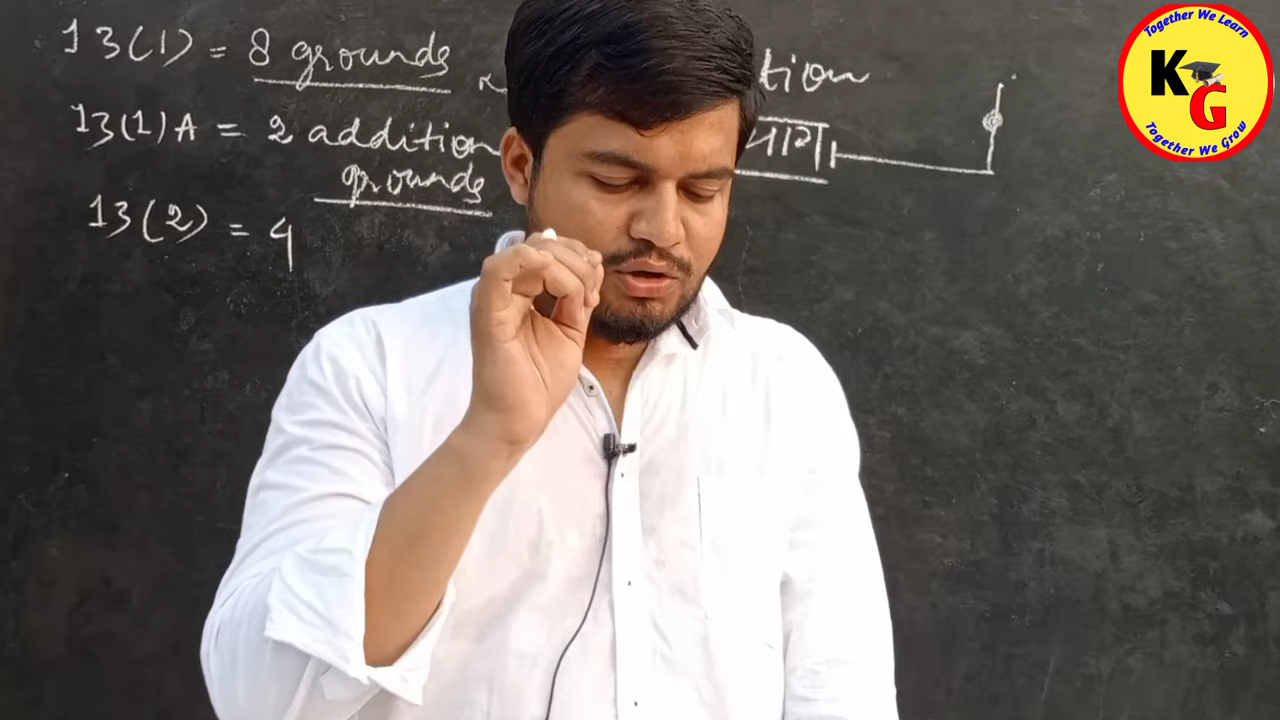 13(1) = 8 grounds
tion
13(1)A = 2 addition
grounds
13(2) = 4
Together We Learn
KG
Together We Grow